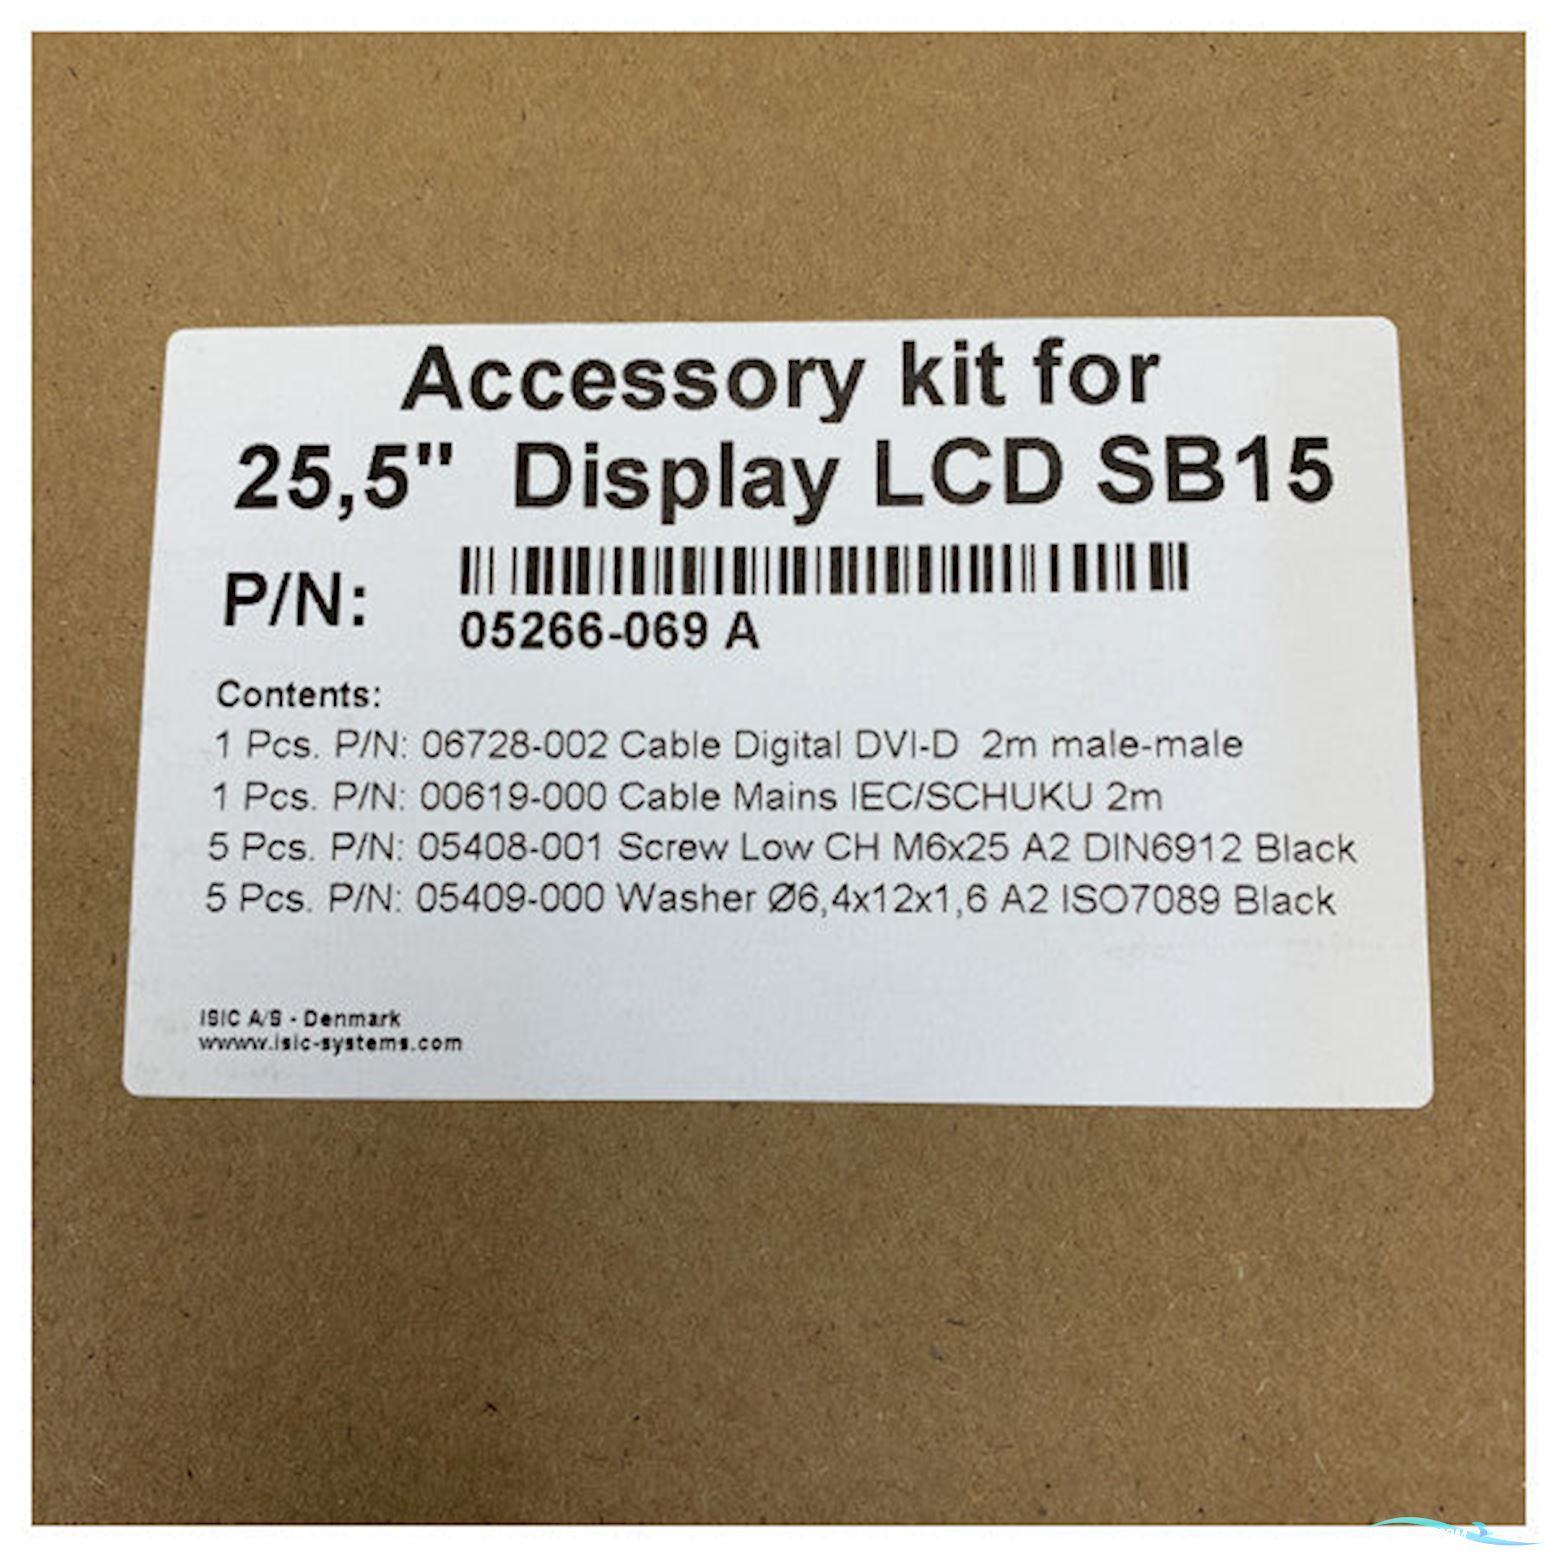 Accessory kit for
25,5" Display LCD SB15
P/N:
05266-069 A
Contents:
1 Pcs. P/N: 06728-002 Cable Digital DVI-D 2m male-male
1 Pcs. P/N: 00619-000 Cable Mains IEC/SCHUKU 2m
5 Pcs. P/N: 05408-001 Screw Low CH M6x25 A2 DIN6912 Black
5 Pcs. P/N: 05409-000 Washer Ø6,4x12x1,6 A2 ISO7089 Black
ISIC A/S - Denmark
www.isic-systems.com